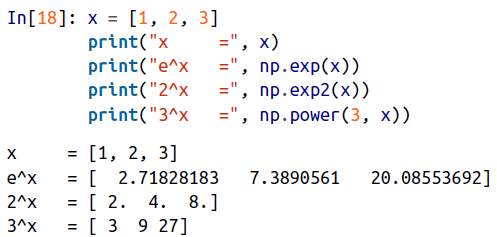 In[18]: x = [1, 2, 3]
        print("x     =", x)
        print("e^x   =", np.exp(x))
        print("2^x   =", np.exp2(x))
        print("3^x   =", np.power(3, x))
x     = [1, 2, 3]
e^x   = [  2.71828183   7.3890561   20.08553692]
2^x   = [ 2.  4.  8.]
3^x   = [ 3  9 27]